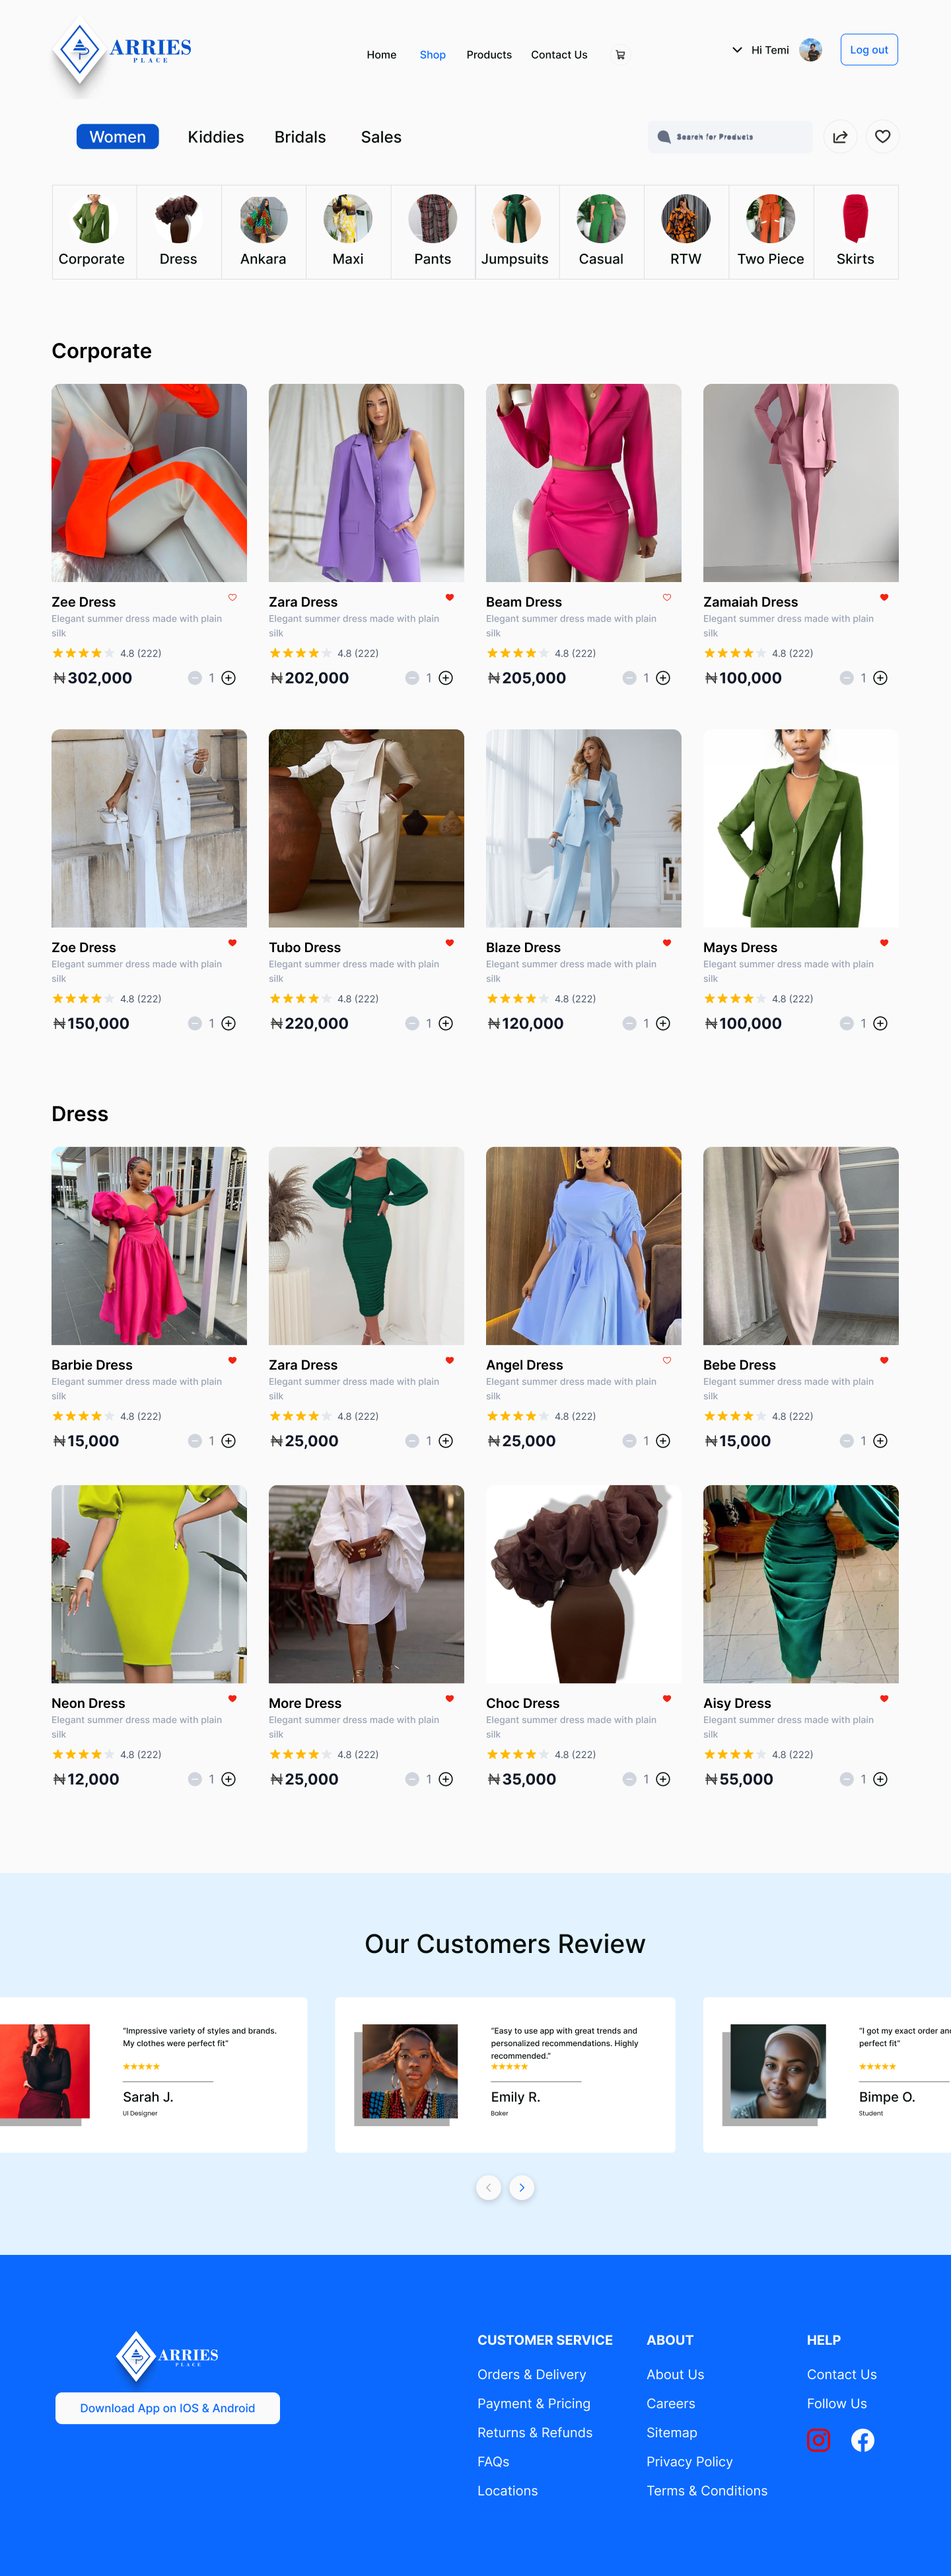 ARRIES
PLACE
Home Shop Products Contact Us
Hi Temi
Log out
Women Kiddies Bridals Sales
Search for Products
Corporate Dress Ankara Maxi Pants Jumpsuits Casual RTW Two Piece Skirts
Corporate
Zee Dress
Elegant summer dress made with plain
silk
4.8 (222)
₦302,000
1
Zara Dress
Elegant summer dress made with plain
silk
4.8 (222)
₦202,000
1
Beam Dress
Elegant summer dress made with plain
silk
4.8 (222)
₦205,000
1
Zamaiah Dress
Elegant summer dress made with plain
silk
4.8 (222)
₦100,000
1
Zoe Dress
Elegant summer dress made with plain
silk
4.8 (222)
₦150,000
1
Tubo Dress
Elegant summer dress made with plain
silk
4.8 (222)
₦220,000
1
Blaze Dress
Elegant summer dress made with plain
silk
4.8 (222)
₦120,000
1
Mays Dress
Elegant summer dress made with plain
silk
4.8 (222)
₦100,000
1
Dress
Barbie Dress
Elegant summer dress made with plain
silk
4.8 (222)
₦15,000
1
Zara Dress
Elegant summer dress made with plain
silk
4.8 (222)
₦25,000
1
Angel Dress
Elegant summer dress made with plain
silk
4.8 (222)
₦25,000
1
Bebe Dress
Elegant summer dress made with plain
silk
4.8 (222)
₦15,000
1
Neon Dress
Elegant summer dress made with plain
silk
4.8 (222)
₦12,000
1
More Dress
Elegant summer dress made with plain
silk
4.8 (222)
₦25,000
1
Choc Dress
Elegant summer dress made with plain
silk
4.8 (222)
₦35,000
1
Aisy Dress
Elegant summer dress made with plain
silk
4.8 (222)
₦55,000
1
Our Customers Review
“Impressive variety of styles and brands.
My clothes were perfect fit”
Sarah J.
UI Designer
“Easy to use app with great trends and
personalized recommendations. Highly
recommended.”
Emily R.
Baker
“I got my exact order an
perfect fit”
Bimpe O.
Student
ARRIES
PLACE
Download App on IOS & Android
CUSTOMER SERVICE
Orders & Delivery
Payment & Pricing
Returns & Refunds
FAQs
Locations
ABOUT
About Us
Careers
Sitemap
Privacy Policy
Terms & Conditions
HELP
Contact Us
Follow Us